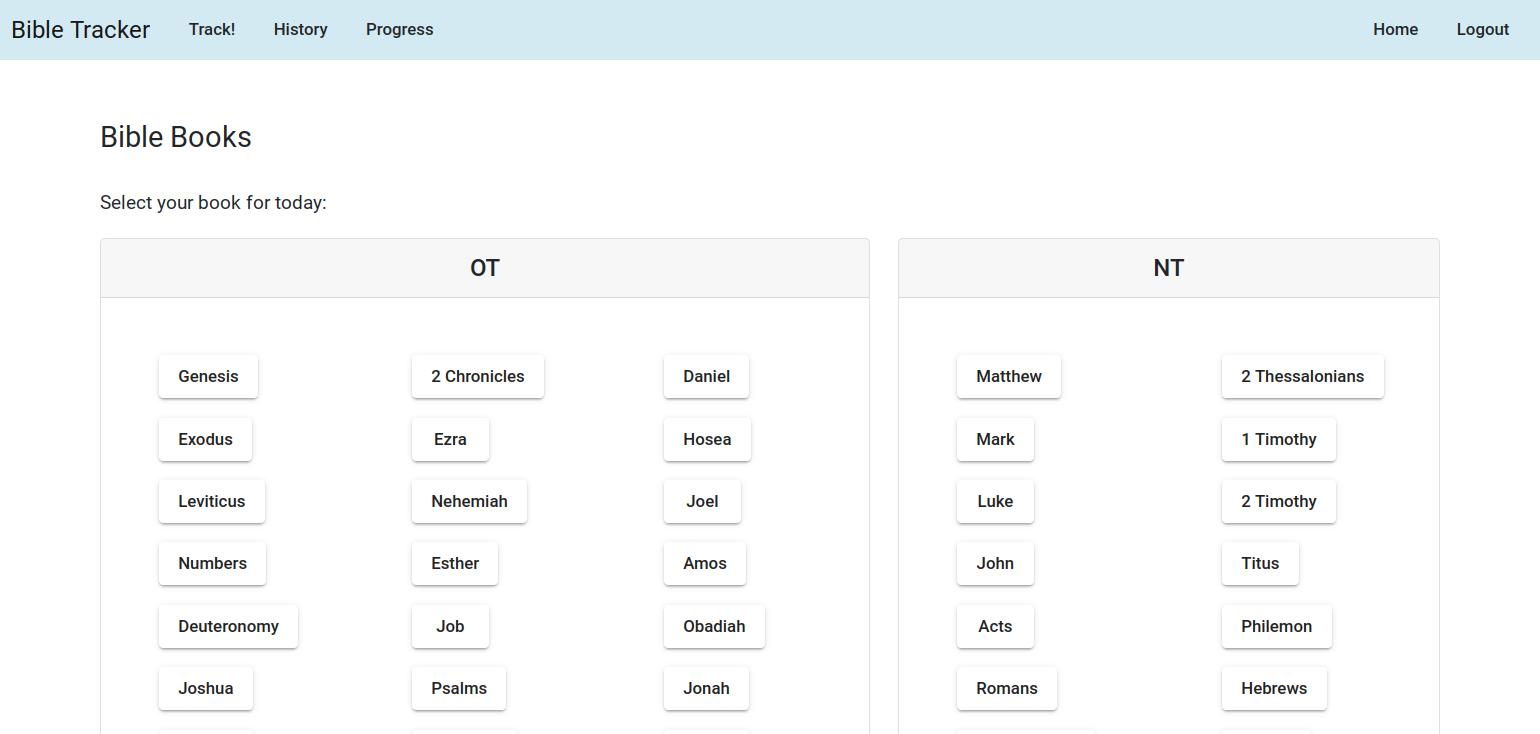 Bible Tracker Track! History Progress Home Logout
Bible Books
Select your book for today:
OT NT
Genesis 2 Chronicles Daniel Matthew 2 Thessalonians
Exodus Ezra Hosea Mark 1 Timothy
Leviticus Nehemiah Joel Luke 2 Timothy
Numbers Esther Amos John Titus
Deuteronomy Job Obadiah Acts Philemon
Joshua Psalms Jonah Romans Hebrews